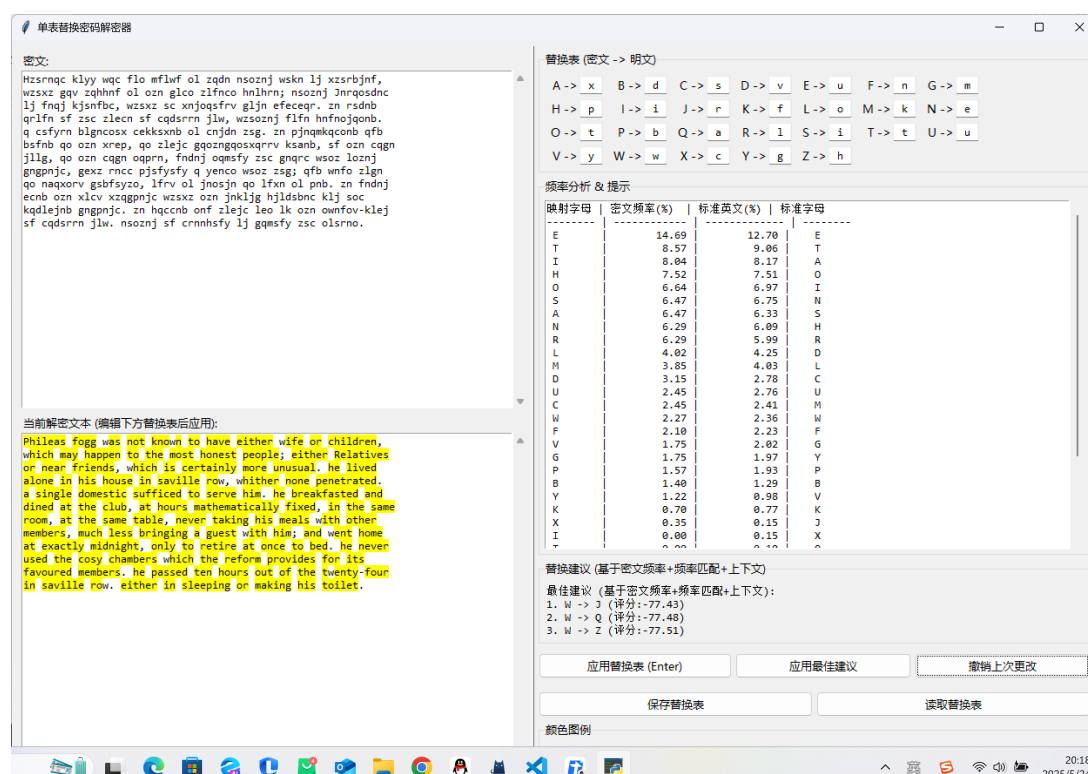 单表替换密码解密器
密文:
Hzsrnqc klyy wqc flo mflwf ol zqdn nsoznj wskn lj xzsrbjnf,
wzsxz gqv zqhhnf ol ozn glco zlfnco hnlhrn; nsoznj Jnrqosdnc
lj fnqj kjsnfbc, wzsxz sc xnjoqsfrv gljn efeceqr. zn rsdnb
qrlfn sf zsc zlecn sf cqdsrrn jlw, wzsoznj flfn hnfnojqonb.
q csfyrn blgncosx cekksxnb ol cnjdn zsg. zn pjnqmkqconb qfb
bsfnb qo ozn xrep, qo zlejc gqozngqosxqrrv ksanb, sf ozn cqgn
jllg, qo ozn cqgn oqprn, fndnj oqmsfy zsc gnqrc wsoz loznj
gngpnjc, gexz rncc pjsfysfy q yenco wsoz zsg; qfb wnfo zlgn
qo naqxorv gsbfsyzo, lfrv ol jnosjn qo lfxn ol pnb. zn fndnj
ecnb ozn xlcv xzqgpnjc wzsxz ozn jnkljg hjldsbnc klj soc
kqdlejnb gngpnjc. zn hqccnb onf zlejc leo lk ozn ownfov-klej
sf cqdsrrn jlw. nsoznj sf crnnhsfy lj gqmsfy zsc olsrno.
当前解密文本 (编辑下方替换表后应用):
Phileas fogg was not known to have either wife or children,
which may happen to the most honest people; either Relatives
or near friends, which is certainly more unusual. he lived
alone in his house in saville row, whither none penetrated.
a single domestic sufficed to serve him. he breakfasted and
dined at the club, at hours mathematically fixed, in the same
room, at the same table, never taking his meals with other
members, much less bringing a guest with him; and went home
at exactly midnight, only to retire at once to bed. he never
used the cosy chambers which the reform provides for its
favoured members. he passed ten hours out of the twenty-four
in saville row. either in sleeping or making his toilet.
替换表 (密文 -> 明文)
A -> x B -> d C -> s D -> v E -> u F -> n G -> m
H -> p I -> i J -> r K -> f L -> o M -> k N -> e
O -> t P -> b Q -> a R -> l S -> i T -> t U -> u
V -> y W -> w X -> c Y -> g Z -> h
频率分析 & 提示
映射字母 | 密文频率(%) | 标准英文(%) | 标准字母
-------- | ------------ | ------------- | --------
E | 14.69 | 12.70 | E
T | 8.57 | 9.06 | T
I | 8.04 | 8.17 | A
H | 7.52 | 7.51 | O
O | 6.64 | 6.97 | I
S | 6.47 | 6.75 | N
A | 6.47 | 6.33 | S
N | 6.29 | 6.09 | H
R | 6.29 | 5.99 | R
L | 4.02 | 4.25 | D
M | 3.85 | 4.03 | L
D | 3.15 | 2.78 | C
U | 2.45 | 2.76 | U
C | 2.45 | 2.41 | M
W | 2.27 | 2.36 | W
F | 2.10 | 2.23 | F
V | 1.75 | 2.02 | G
G | 1.75 | 1.97 | Y
P | 1.57 | 1.93 | P
B | 1.40 | 1.29 | B
Y | 1.22 | 0.98 | V
K | 0.70 | 0.77 | K
X | 0.35 | 0.15 | J
I | 0.00 | 0.15 | X
替换建议 (基于密文频率+频率匹配+上下文)
最佳建议 (基于密文频率+频率匹配+上下文):
1. W -> J (评分:-77.43)
2. W -> Q (评分:-77.48)
3. W -> Z (评分:-77.51)
应用替换表 (Enter) 应用最佳建议 撤销上次更改
保存替换表 读取替换表
颜色图例
英